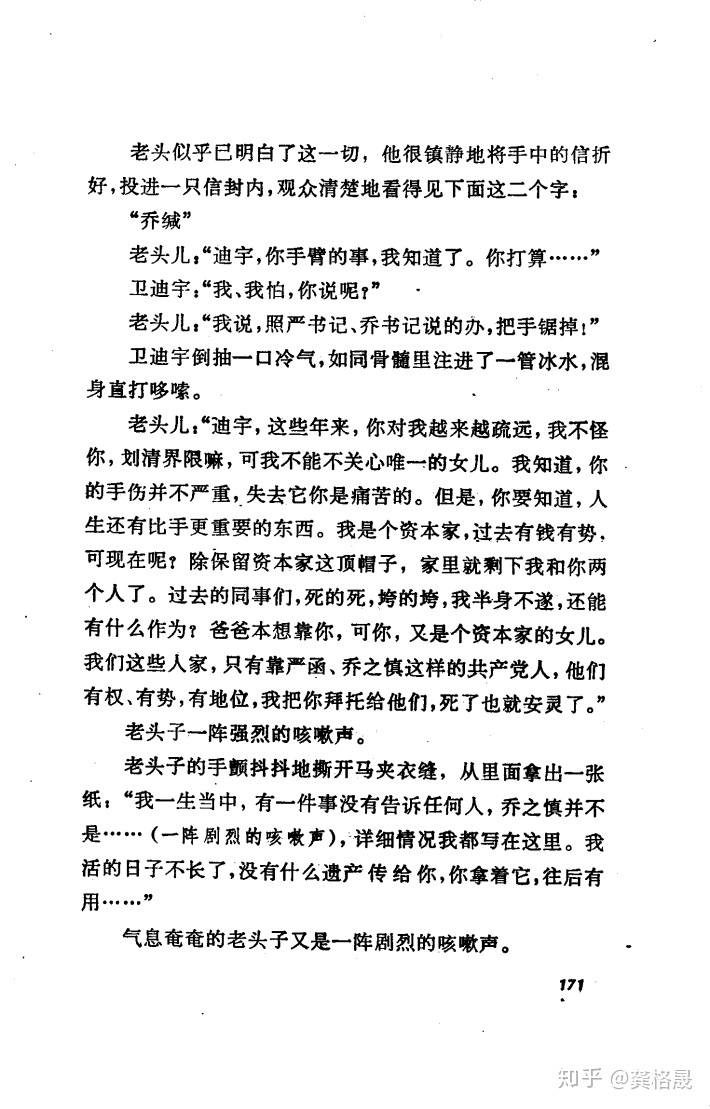 老头似乎已明白了这一切，他很镇静地将手中的信折
好，投进一只信封内，观众清楚地看得见下面这二个字：
“乔缄”
老头儿：“迪宇，你手臂的事，我知道了。你打算……”
卫迪宇：“我、我怕，你说呢？”
老头儿：“我说，照严书记、乔书记说的办，把手锯掉！”
卫迪宇倒抽一口冷气，如同骨髓里注进了一管冰水，混
身直打哆嗦。
老头儿：“迪宇，这些年来，你对我越来越疏远，我不怪
你，划清界限嘛，可我不能不关心唯一的女儿。我知道，你
的手伤并不严重，失去它你是痛苦的。但是，你要知道，人
生还有比手更重要的东西。我是个资本家，过去有钱有势，
可现在呢？除保留资本家这顶帽子，家里就剩下我和你两
个人了。过去的同事们，死的死，垮的垮，我半身不遂，还能
有什么作为？爸爸本想靠你，可你，又是个资本家的女儿。
我们这些人家，只有靠严函、乔之慎这样的共产党人，他们
有权、有势，有地位，我把你拜托给他们，死了也就安灵了。”
老头子一阵强烈的咳嗽声。
老头子的手颤抖抖地撕开马夹衣缝，从里面拿出一张
纸：“我一生当中，有一件事没有告诉任何人，乔之慎并不
是……（一阵剧烈的咳嗽声），详细情况我都写在这里。我
活的日子不长了，没有什么遗产传给你，你拿着它，往后有
用……”
气息奄奄的老头子又是一阵剧烈的咳嗽声。
171
知乎 @龚格晟